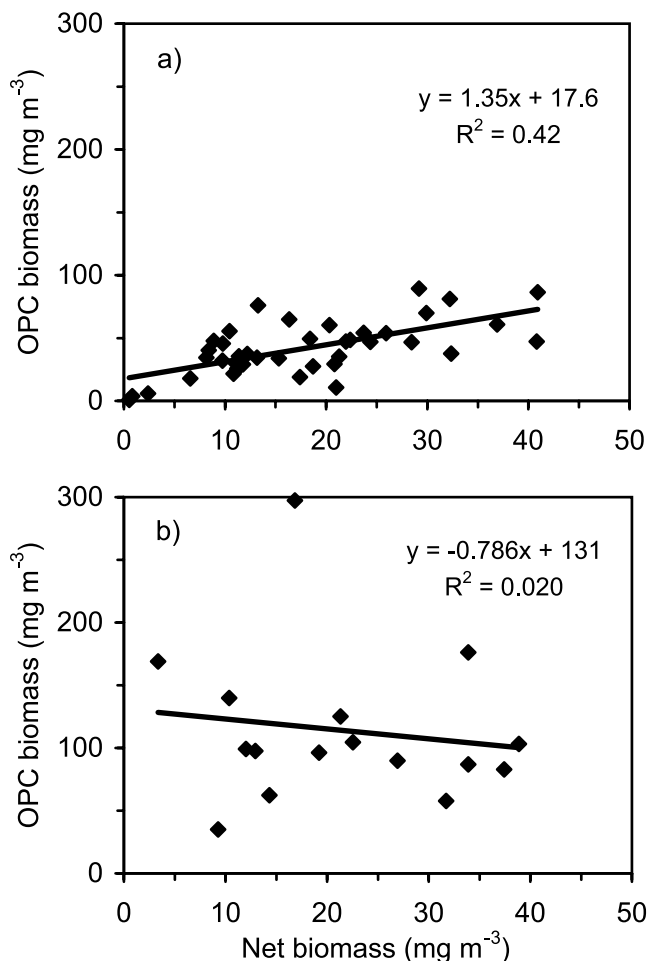 300
a)
y = 1.35x + 17.6
R² = 0.42
200
OPC biomass (mg m⁻³)
100
0
0 10 20 30 40 50
300
b)
y = -0.786x + 131
R² = 0.020
200
OPC biomass (mg m⁻³)
100
0
0 10 20 30 40 50
Net biomass (mg m⁻³)